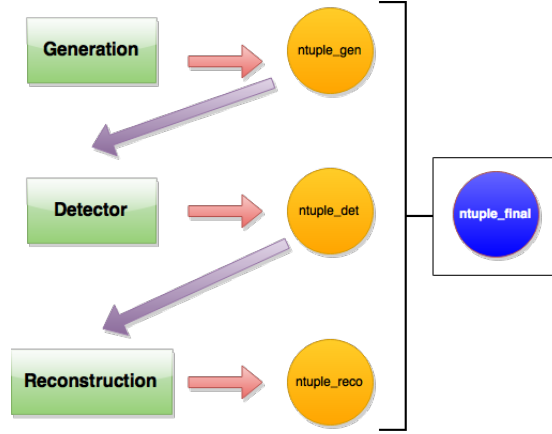 Generation
ntuple_gen
Detector
ntuple_det
ntuple_final
Reconstruction
ntuple_reco